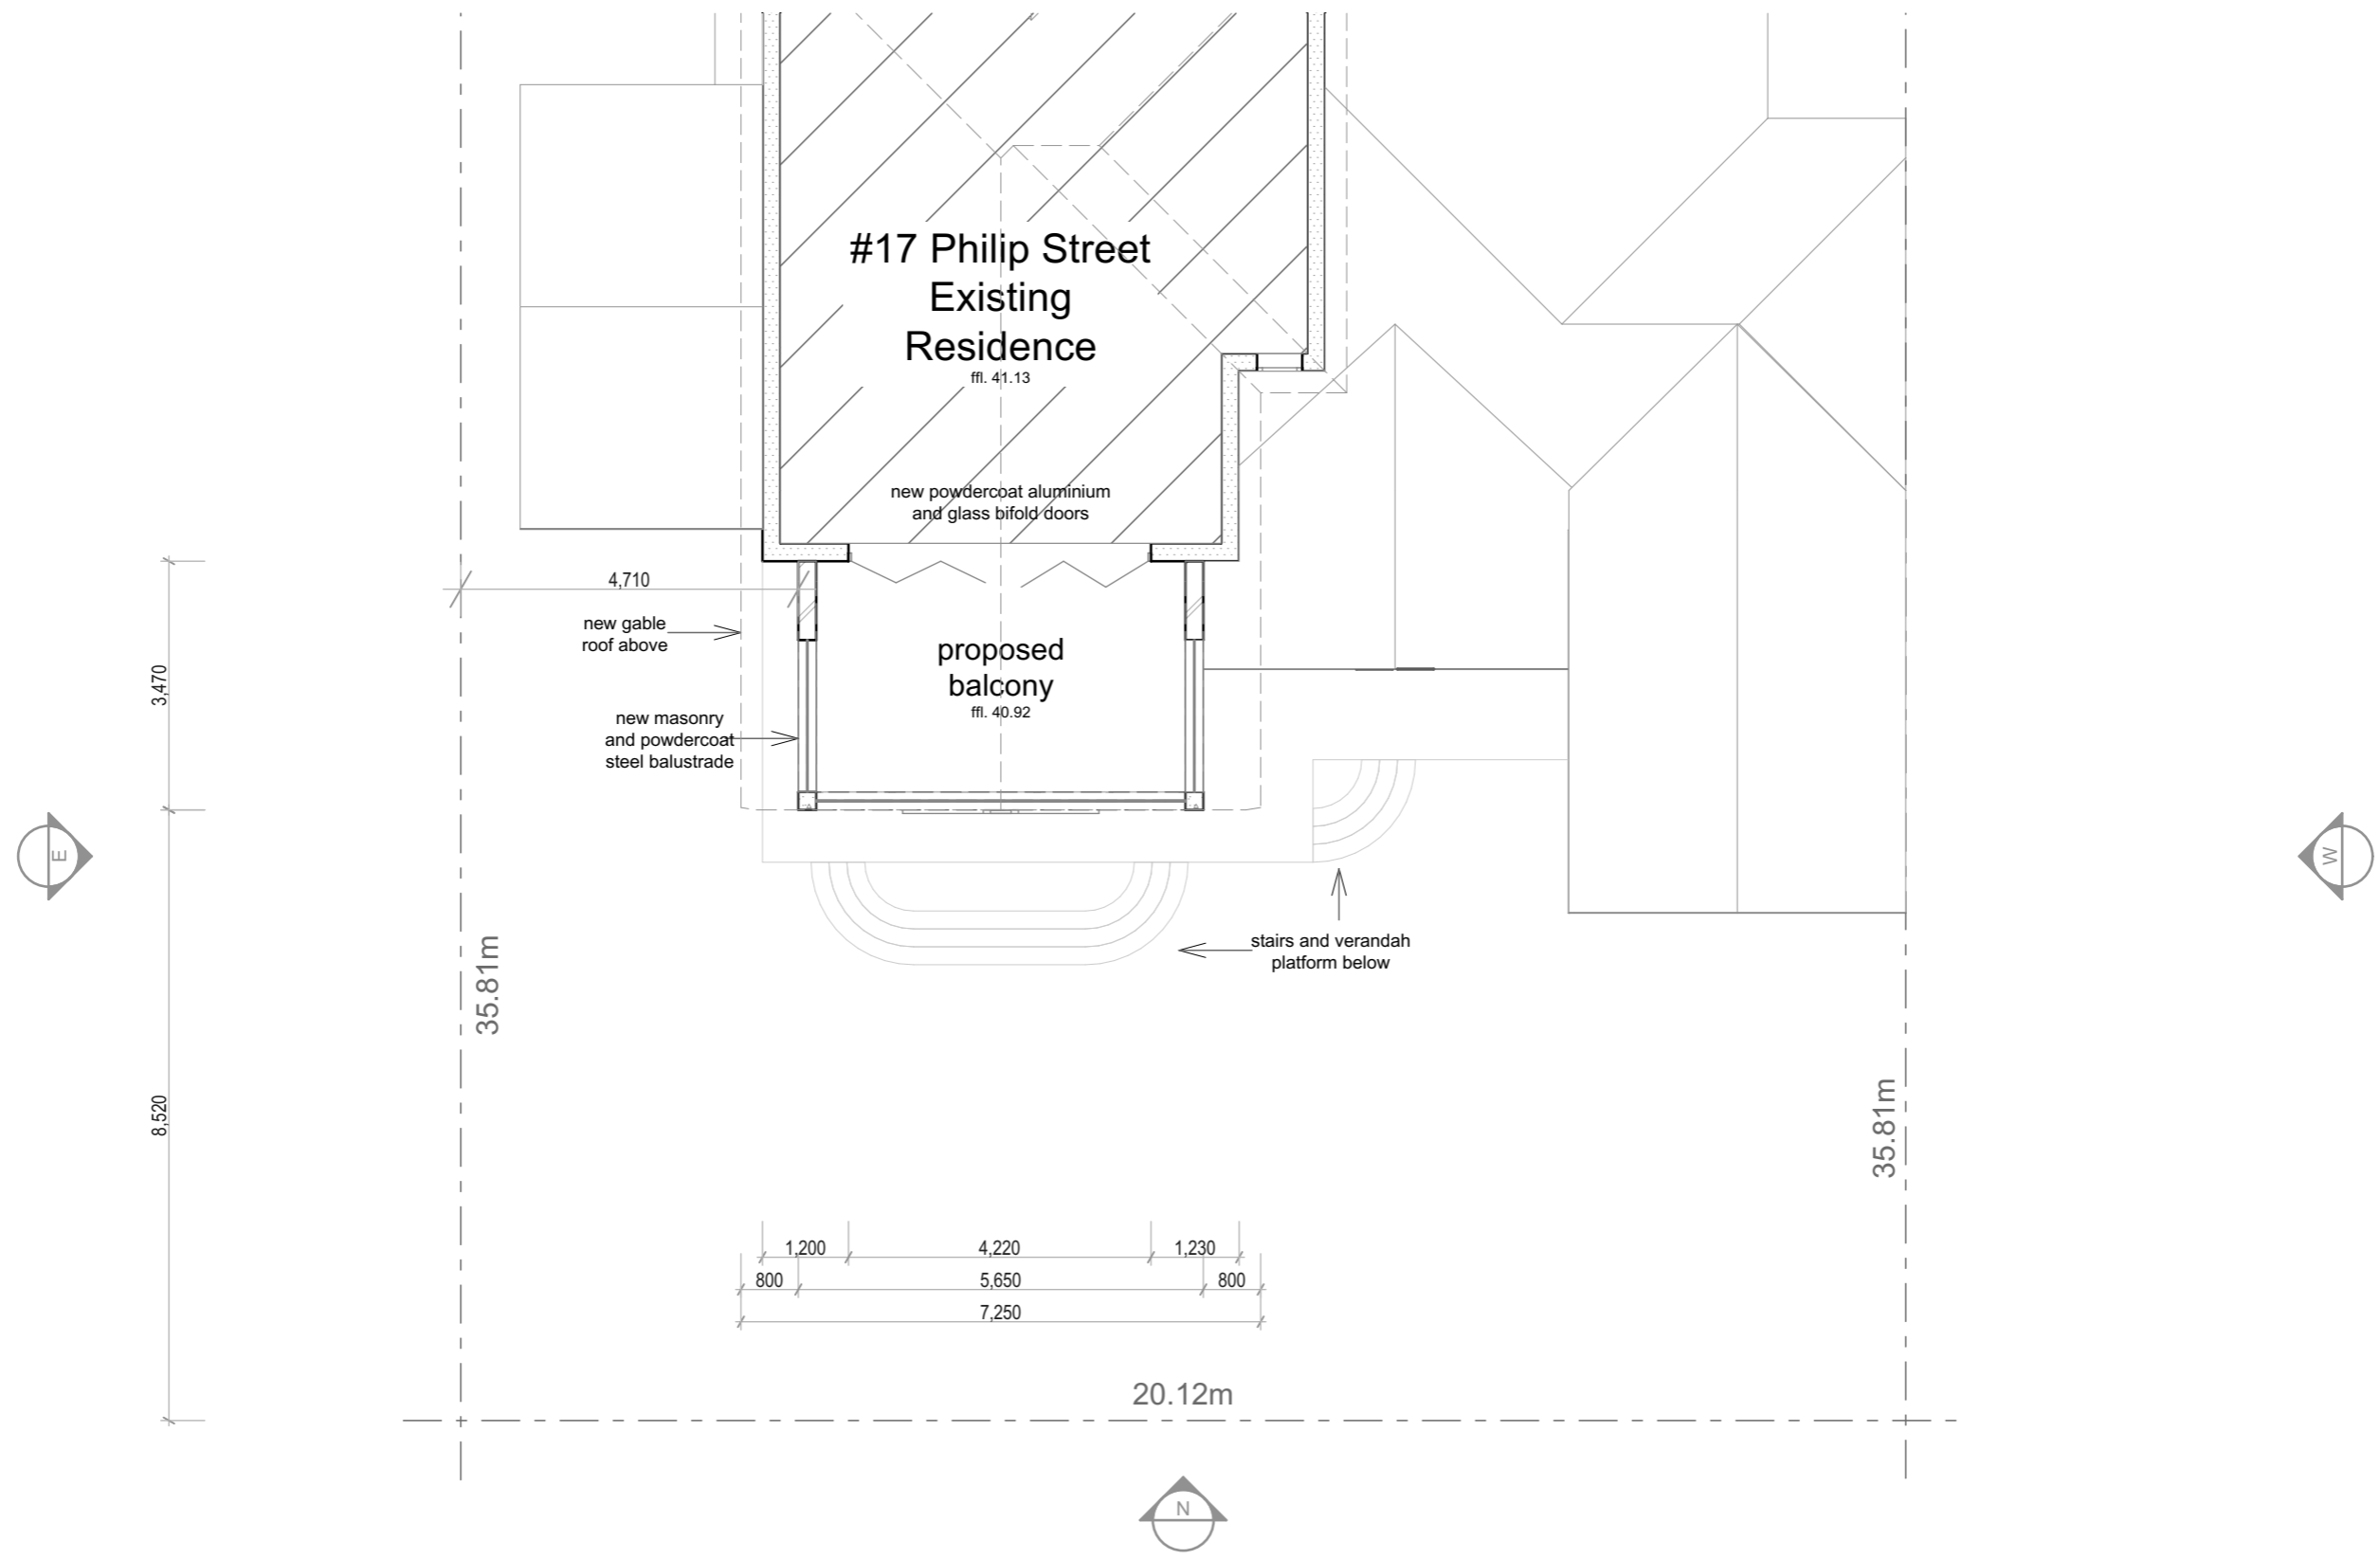 #17 Philip Street
Existing
Residence
ffl. 41.13
new powdercoat aluminium
and glass bifold doors
4,710
new gable
roof above
3,470
proposed
balcony
ffl. 40.92
new masonry
and powdercoat
steel balustrade
E
W
stairs and verandah
platform below
35.81m
8,520
35.81m
1,200
4,220
1,230
800
5,650
800
7,250
20.12m
N